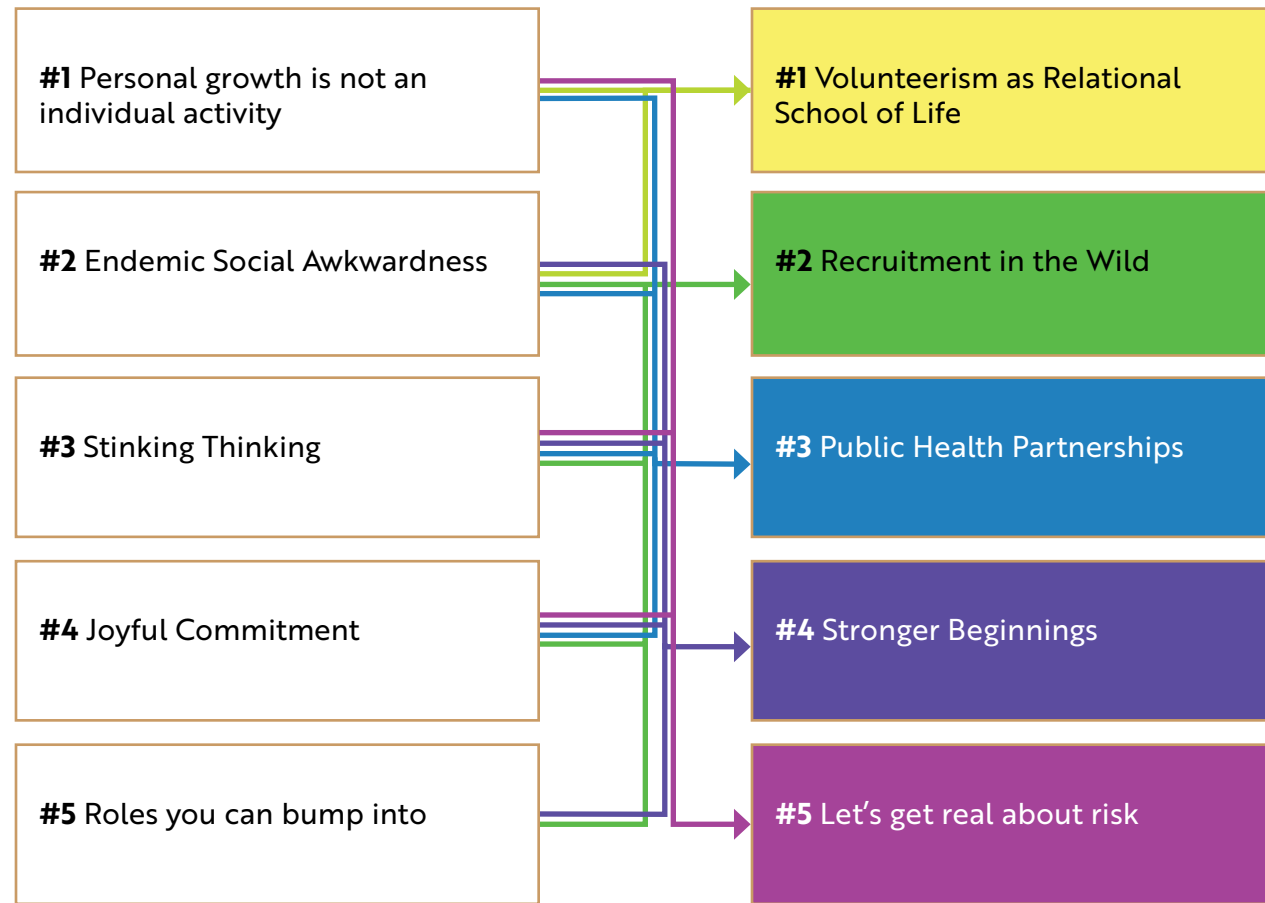 #1 Personal growth is not an
individual activity
#1 Volunteerism as Relational
School of Life
#2 Endemic Social Awkwardness
#2 Recruitment in the Wild
#3 Stinking Thinking
#3 Public Health Partnerships
#4 Joyful Commitment
#4 Stronger Beginnings
#5 Roles you can bump into
#5 Let’s get real about risk